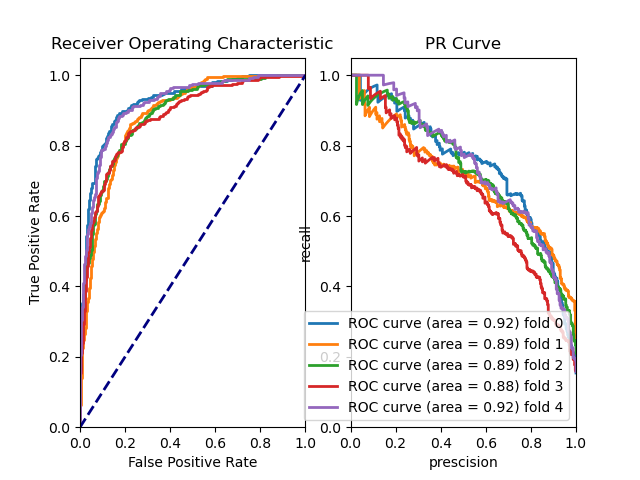 Receiver Operating Characteristic
PR Curve
1.0
0.8
0.6
0.4
0.2
0.0
True Positive Rate
0.0 0.2 0.4 0.6 0.8 1.0
False Positive Rate
1.0
0.8
0.6
0.4
0.2
0.0
recall
0.0 0.2 0.4 0.6 0.8 1.0
prescision
ROC curve (area = 0.92) fold 0
ROC curve (area = 0.89) fold 1
ROC curve (area = 0.89) fold 2
ROC curve (area = 0.88) fold 3
ROC curve (area = 0.92) fold 4